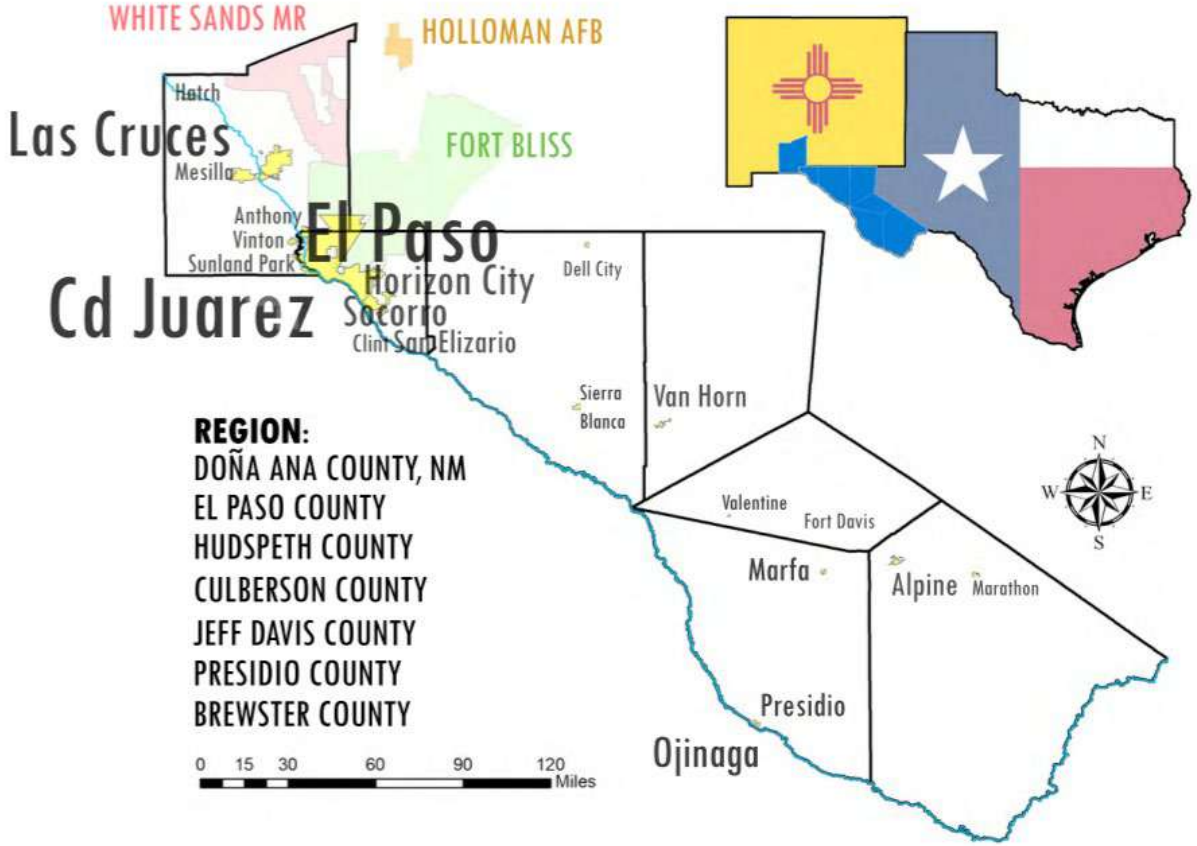 WHITE SANDS MR
HOLLOMAN AFB
Hatch
Las Cruces
FORT BLISS
Mesilla
Anthony
El Paso
Vinton
Sunland Park
Dell City
Horizon City
Cd Juarez
Socorro
Clint San Elizario
Sierra
Blanca
Van Horn
REGION:
DOÑA ANA COUNTY, NM
EL PASO COUNTY
HUDSPETH COUNTY
CULBERSON COUNTY
JEFF DAVIS COUNTY
PRESIDIO COUNTY
BREWSTER COUNTY
N
W E
S
Valentine
Fort Davis
Marfa
Alpine
Marathon
Presidio
Ojinaga
0 15 30 60 90 120
Miles